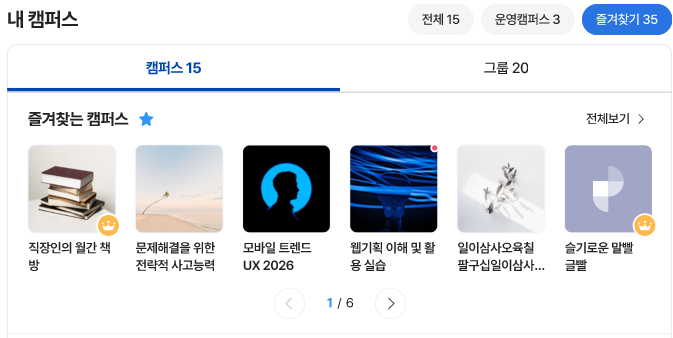 내 캠퍼스
전체 15
운영캠퍼스 3
즐겨찾기 35
캠퍼스 15
그룹 20
즐겨찾는 캠퍼스
전체보기
직장인의 월간 책
방
문제해결을 위한
전략적 사고능력
모바일 트렌드
UX 2026
웹기획 이해 및 활
용 실습
일이삼사오육칠
팔구십일이삼사...
슬기로운 말빨
글빨
1 / 6